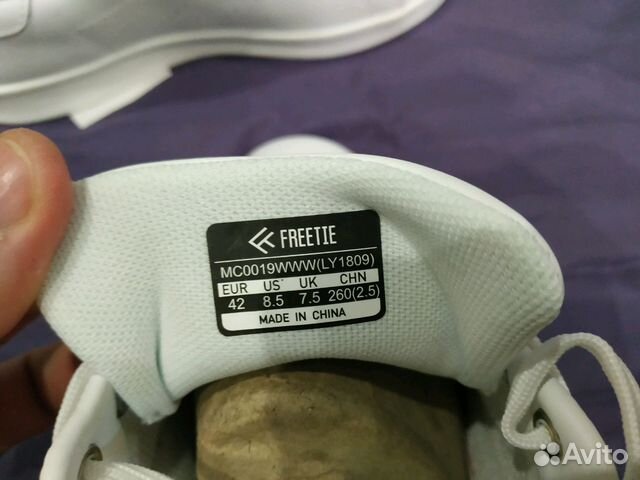 FREETIE
MC0019WWW(LY1809)
EUR US UK CHN
42 8.5 7.5 260(2.5)
MADE IN CHINA
Avito